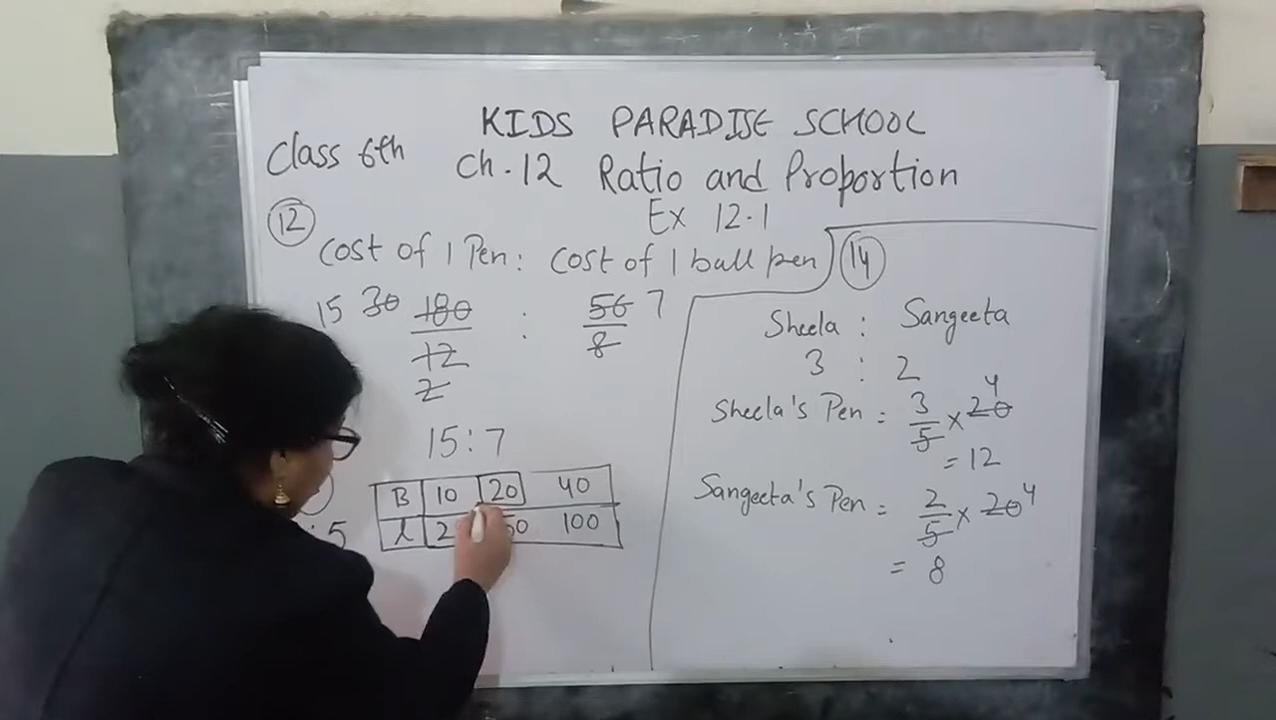 KIDS PARADISE SCHOOL
Class 6th
Ch.12 Ratio and Proportion
Ex 12.1
12
Cost of 1 Pen : Cost of 1 ball pen
15 30 180/12 2 : 56/8 7
15 : 7
B 10 20 40
l 2 50 100
: 5
14
Sheela : Sangeeta
3 : 2
Sheela's Pen = 3/5 × 20 4
= 12
Sangeeta's Pen = 2/5 × 20 4
= 8